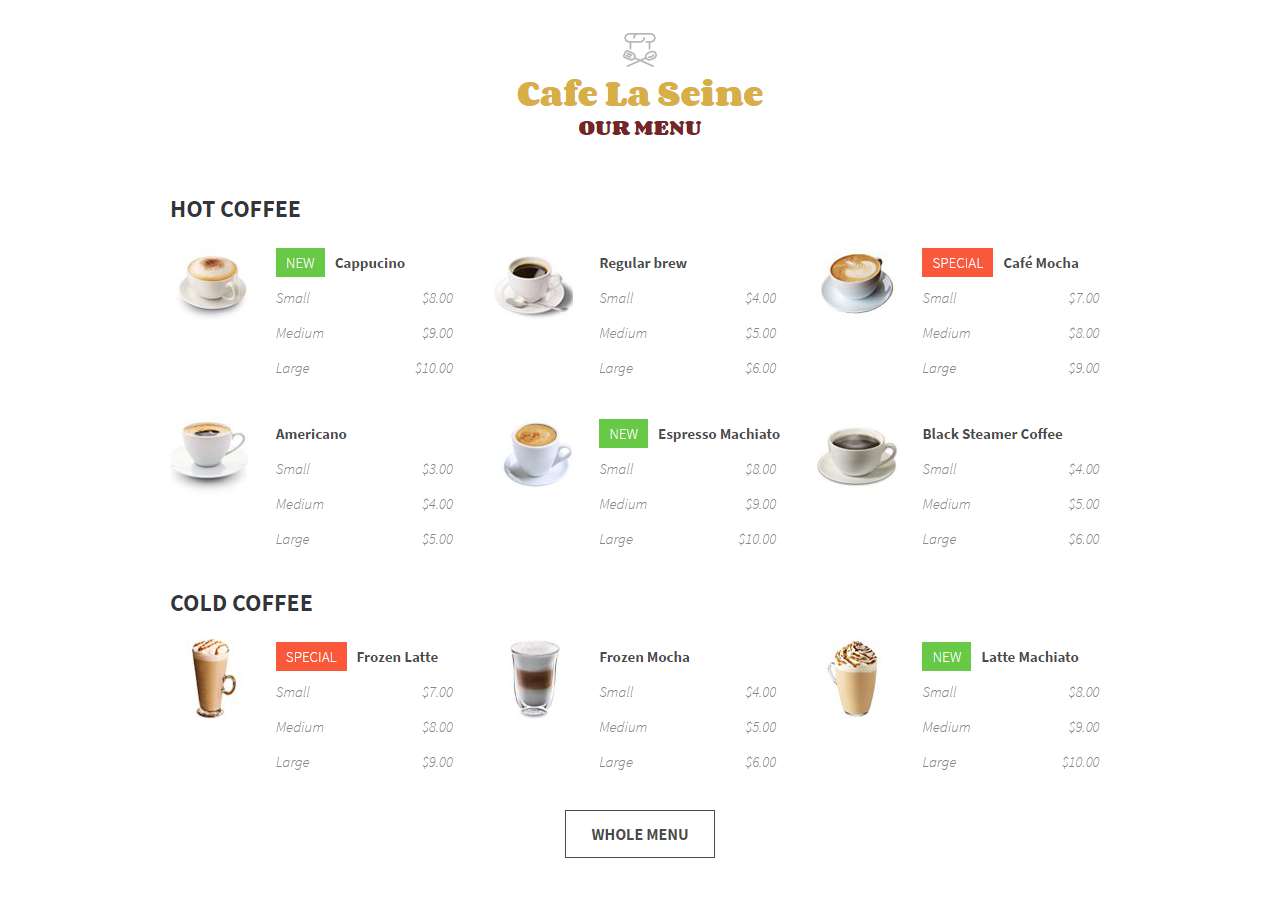 Cafe La Seine
OUR MENU
HOT COFFEE
NEW Cappucino
Small $8.00
Medium $9.00
Large $10.00
Regular brew
Small $4.00
Medium $5.00
Large $6.00
SPECIAL Café Mocha
Small $7.00
Medium $8.00
Large $9.00
Americano
Small $3.00
Medium $4.00
Large $5.00
NEW Espresso Machiato
Small $8.00
Medium $9.00
Large $10.00
Black Steamer Coffee
Small $4.00
Medium $5.00
Large $6.00
COLD COFFEE
SPECIAL Frozen Latte
Small $7.00
Medium $8.00
Large $9.00
Frozen Mocha
Small $4.00
Medium $5.00
Large $6.00
NEW Latte Machiato
Small $8.00
Medium $9.00
Large $10.00
WHOLE MENU